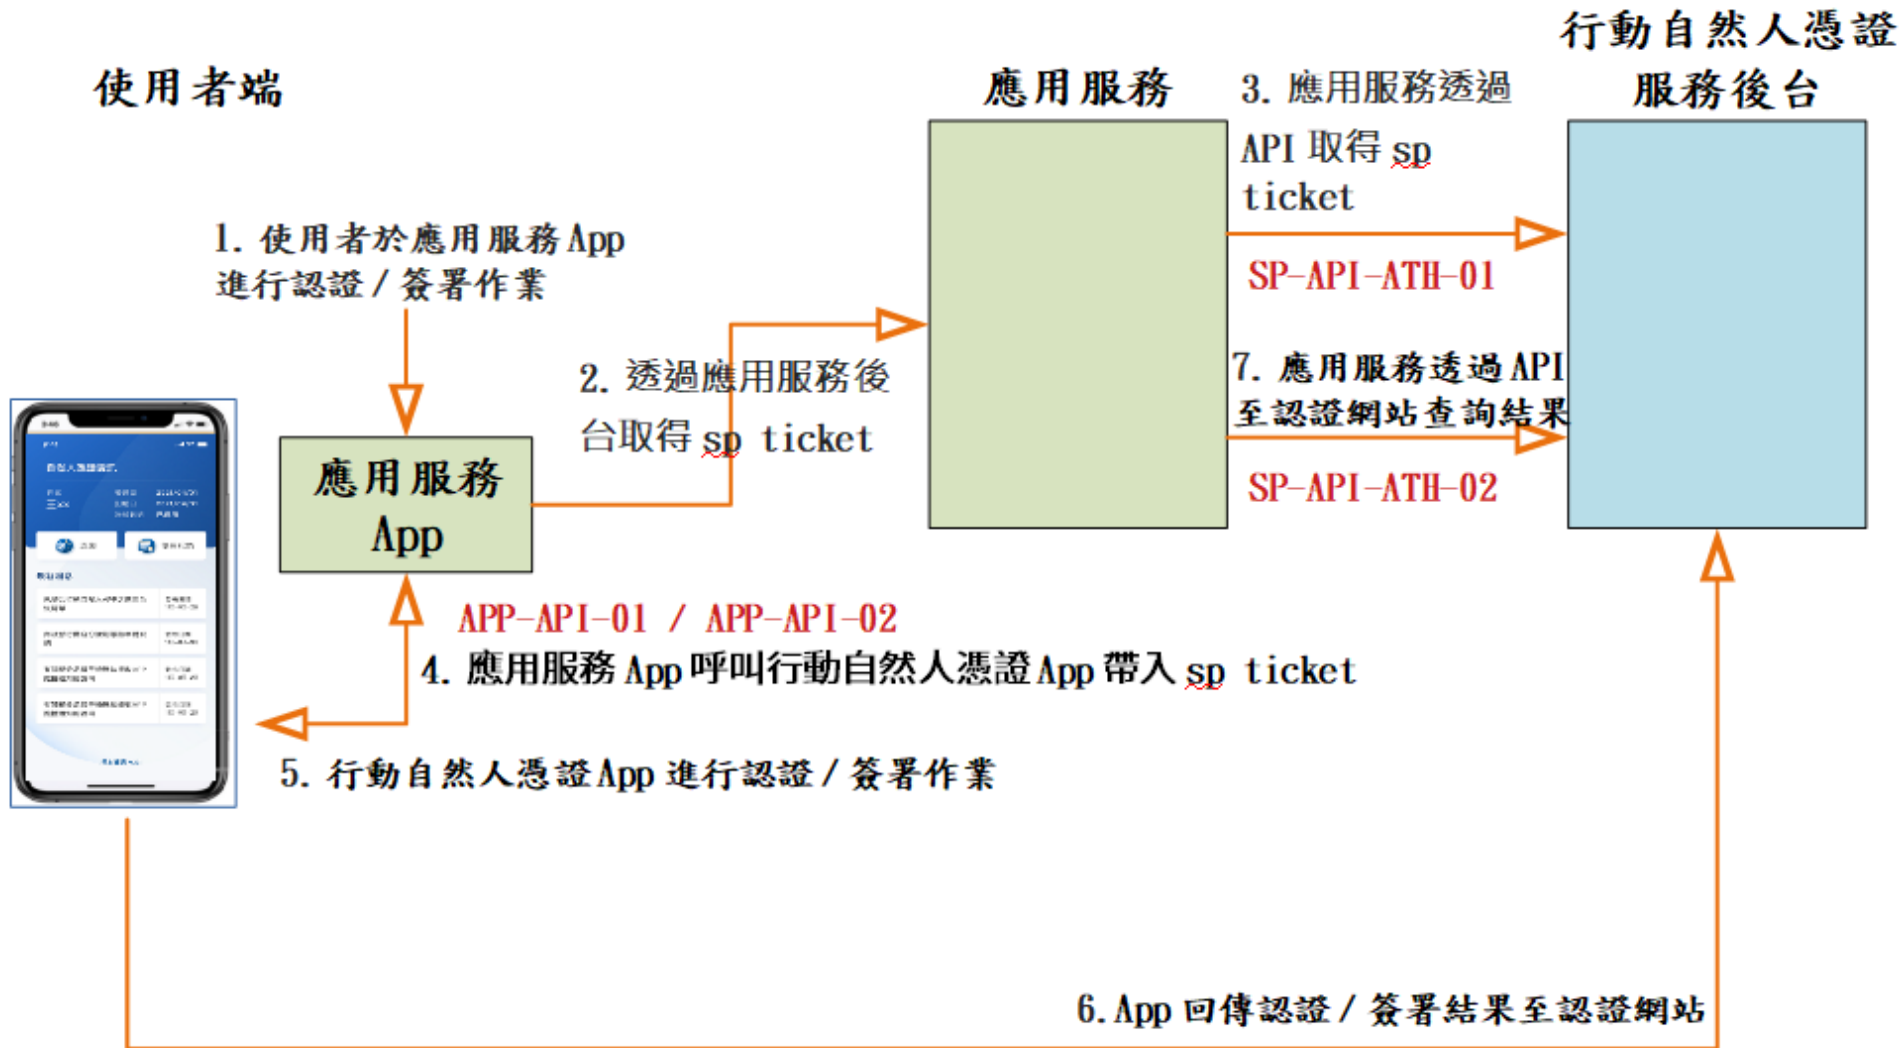 行動自然人憑證
服務後台
使用者端
應用服務
3. 應用服務透過
API 取得 sp
ticket
SP-API-ATH-01
1. 使用者於應用服務 App
進行認證 / 簽署作業
2. 透過應用服務後
台取得 sp ticket
7. 應用服務透過 API
至認證網站查詢結果
SP-API-ATH-02
應用服務
App
APP-API-01 / APP-API-02
4. 應用服務 App 呼叫行動自然人憑證 App 帶入 sp ticket
5. 行動自然人憑證 App 進行認證 / 簽署作業
6. App 回傳認證 / 簽署結果至認證網站